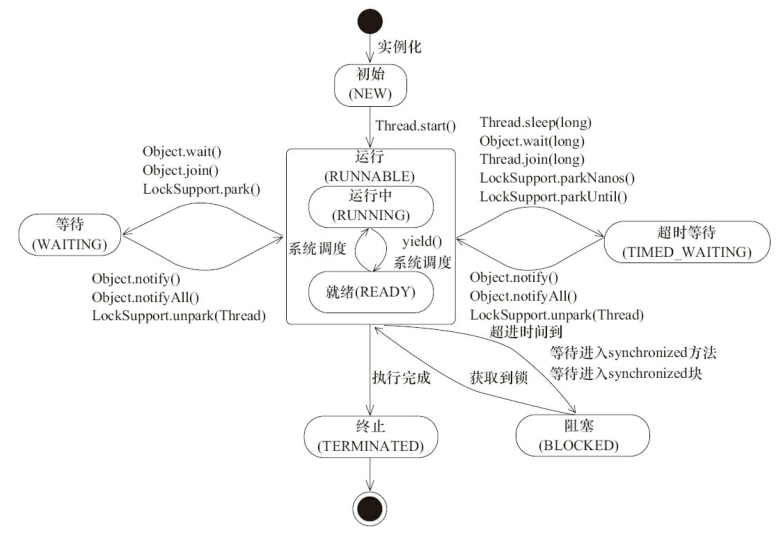 实例化
初始
(NEW)
Thread.start()
Object.wait()
Object.join()
LockSupport.park()
运行
(RUNNABLE)
运行中
(RUNNING)
系统调度
yield()
系统调度
就绪(READY)
Thread.sleep(long)
Object.wait(long)
Thread.join(long)
LockSupport.parkNanos()
LockSupport.parkUntil()
等待
(WAITING)
超时等待
(TIMED_WAITING)
Object.notify()
Object.notifyAll()
LockSupport.unpark(Thread)
Object.notify()
Object.notifyAll()
LockSupport.unpark(Thread)
超进时间到
等待进入synchronized方法
等待进入synchronized块
执行完成
获取到锁
终止
(TERMINATED)
阻塞
(BLOCKED)